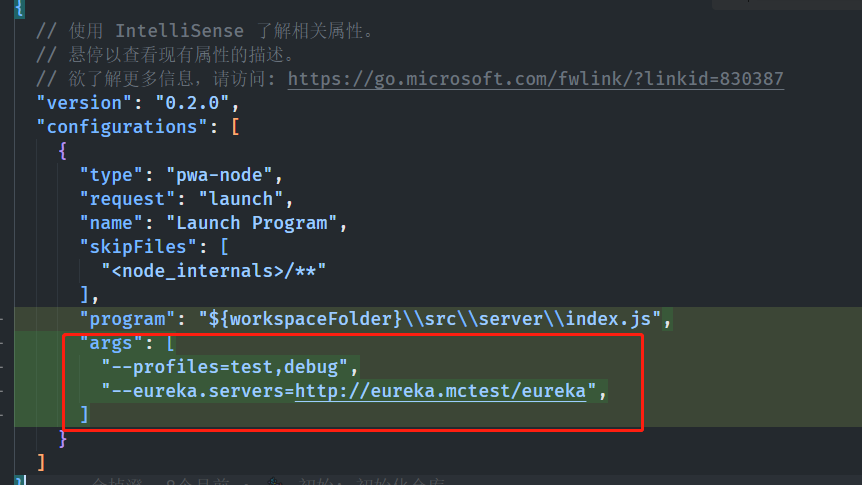 {
// 使用 IntelliSense 了解相关属性。
// 悬停以查看现有属性的描述。
// 欲了解更多信息，请访问: https://go.microsoft.com/fwlink/?linkid=830387
"version": "0.2.0",
"configurations": [
{
"type": "pwa-node",
"request": "launch",
"name": "Launch Program",
"skipFiles": [
"<node_internals>/**"
],
"program": "${workspaceFolder}\\src\\server\\index.js",
"args": [
"--profiles=test,debug",
"--eureka.servers=http://eureka.mctest/eureka",
]
}
]
}